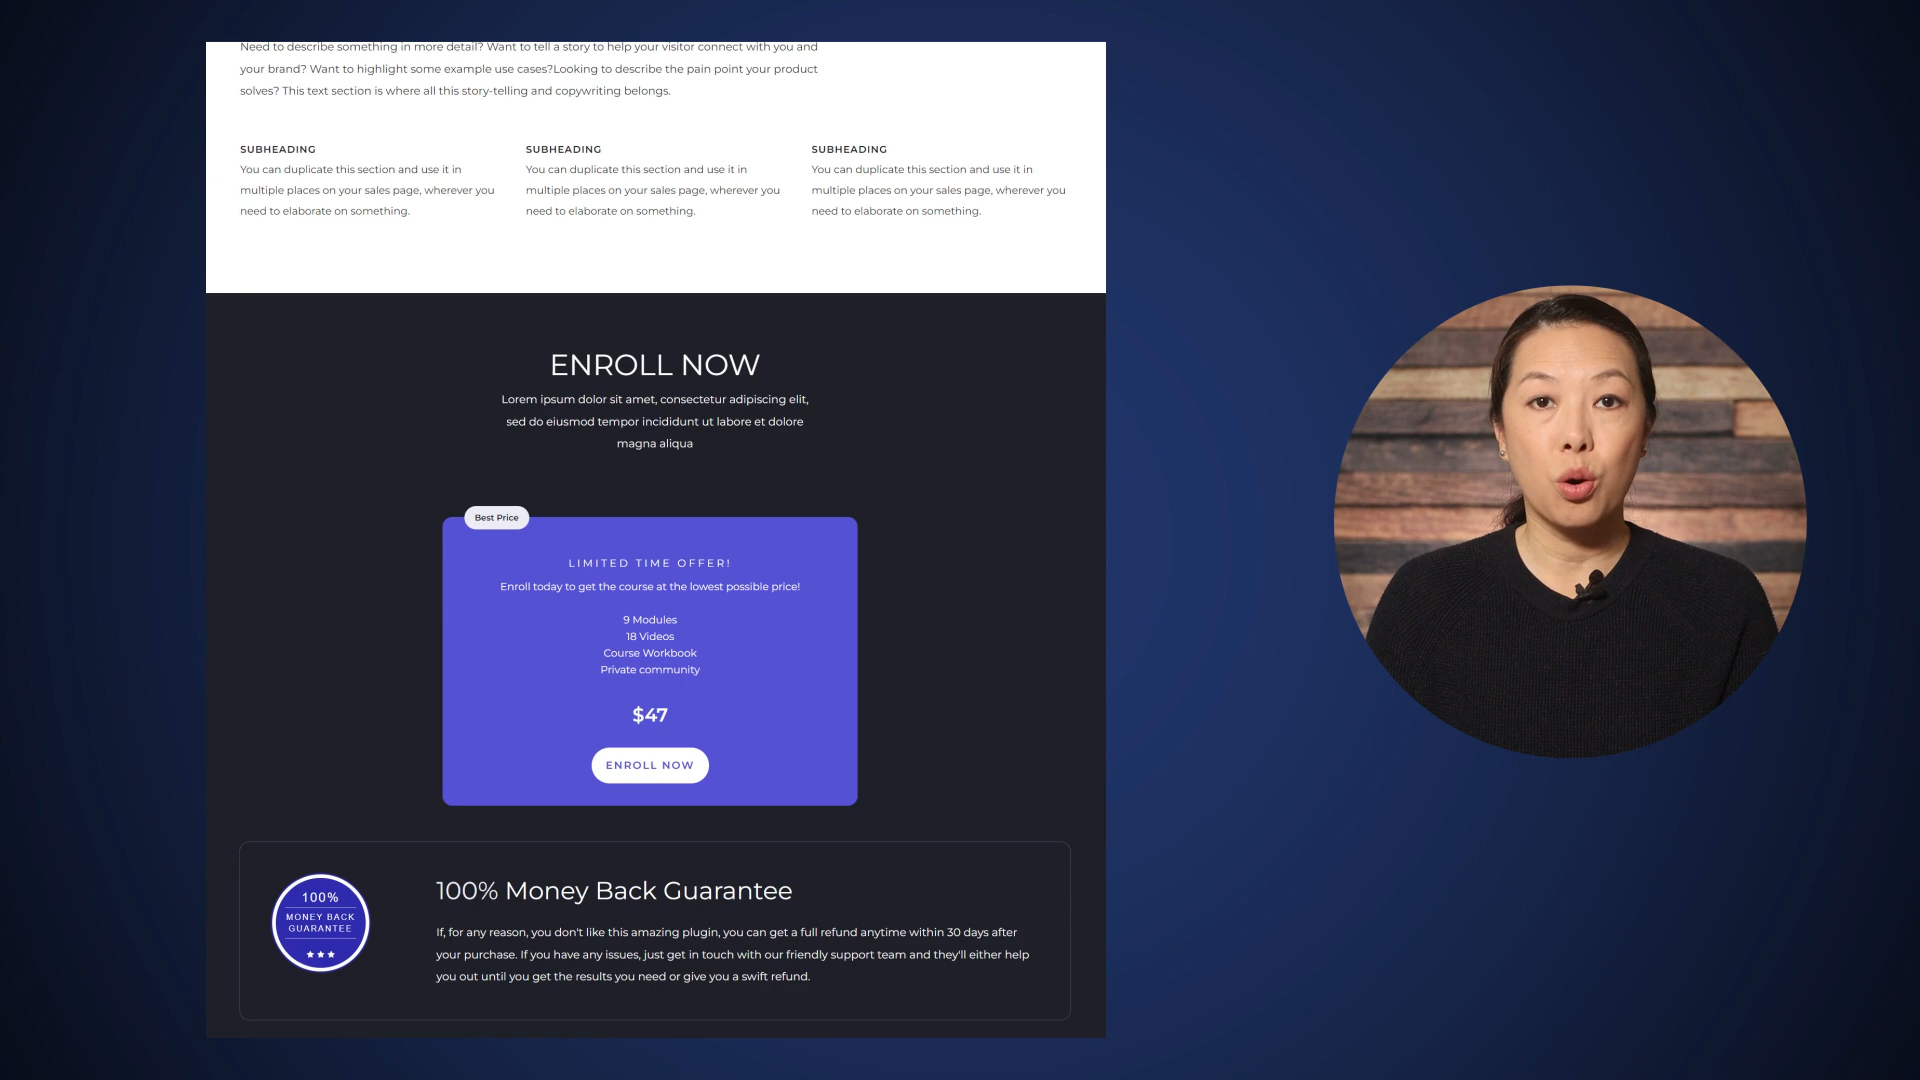 Need to describe something in more detail? Want to tell a story to help your visitor connect with you and
your brand? Want to highlight some example use cases?Looking to describe the pain point your product
solves? This text section is where all this story-telling and copywriting belongs.
SUBHEADING
You can duplicate this section and use it in
multiple places on your sales page, wherever you
need to elaborate on something.
SUBHEADING
You can duplicate this section and use it in
multiple places on your sales page, wherever you
need to elaborate on something.
SUBHEADING
You can duplicate this section and use it in
multiple places on your sales page, wherever you
need to elaborate on something.
ENROLL NOW
Lorem ipsum dolor sit amet, consectetur adipiscing elit,
sed do eiusmod tempor incididunt ut labore et dolore
magna aliqua
Best Price
LIMITED TIME OFFER!
Enroll today to get the course at the lowest possible price!
9 Modules
18 Videos
Course Workbook
Private community
$47
ENROLL NOW
100%
MONEY BACK
GUARANTEE
100% Money Back Guarantee
If, for any reason, you don't like this amazing plugin, you can get a full refund anytime within 30 days after
your purchase. If you have any issues, just get in touch with our friendly support team and they'll either help
you out until you get the results you need or give you a swift refund.